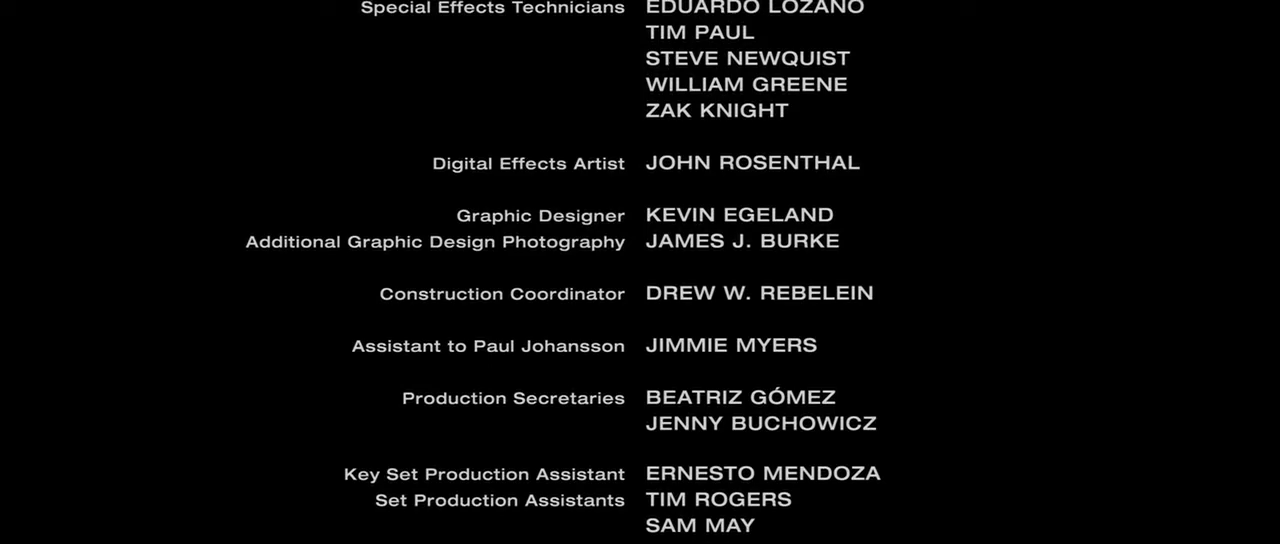 Special Effects Technicians EDUARDO LOZANO
TIM PAUL
STEVE NEWQUIST
WILLIAM GREENE
ZAK KNIGHT
Digital Effects Artist JOHN ROSENTHAL
Graphic Designer KEVIN EGELAND
Additional Graphic Design Photography JAMES J. BURKE
Construction Coordinator DREW W. REBELEIN
Assistant to Paul Johansson JIMMIE MYERS
Production Secretaries BEATRIZ GÓMEZ
JENNY BUCHOWICZ
Key Set Production Assistant ERNESTO MENDOZA
Set Production Assistants TIM ROGERS
SAM MAY